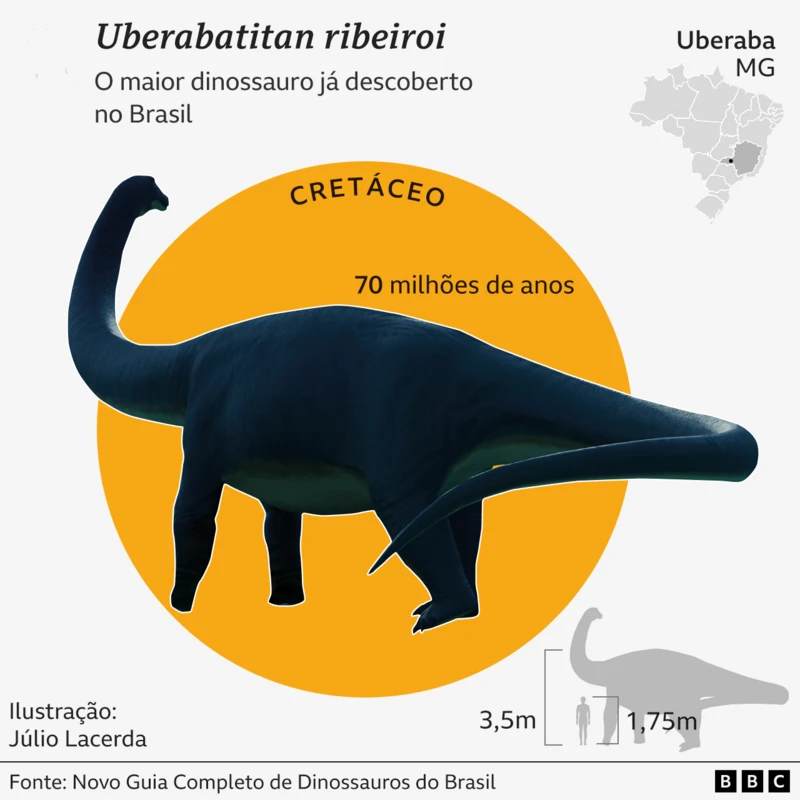 Uberabatitan ribeiroi
O maior dinossauro já descoberto
no Brasil
Uberaba
MG
CRETÁCEO
70 milhões de anos
3,5m
1,75m
Ilustração:
Júlio Lacerda
Fonte: Novo Guia Completo de Dinossauros do Brasil
BBC